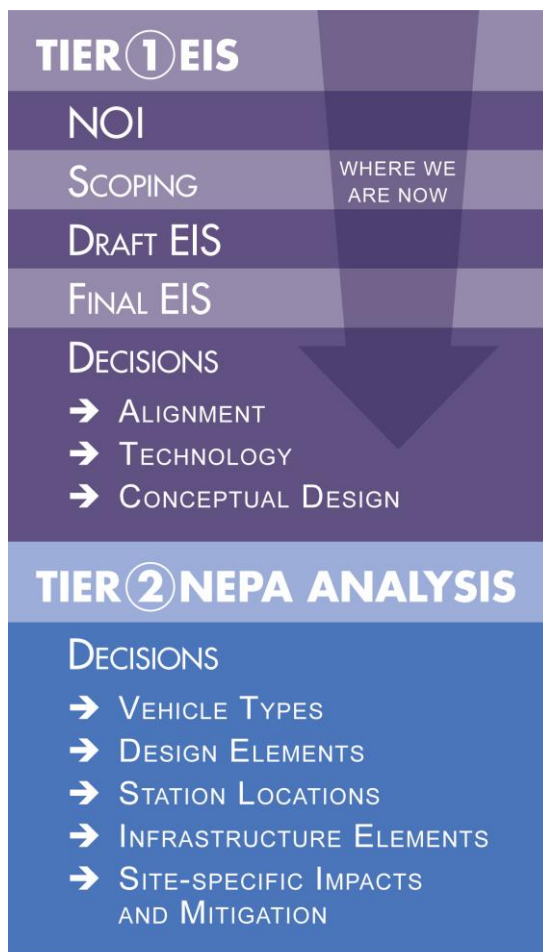 TIER 1 EIS
NOI
SCOPING
WHERE WE
ARE NOW
DRAFT EIS
FINAL EIS
DECISIONS
➔ ALIGNMENT
➔ TECHNOLOGY
➔ CONCEPTUAL DESIGN
TIER 2 NEPA ANALYSIS
DECISIONS
➔ VEHICLE TYPES
➔ DESIGN ELEMENTS
➔ STATION LOCATIONS
➔ INFRASTRUCTURE ELEMENTS
➔ SITE-SPECIFIC IMPACTS
AND MITIGATION